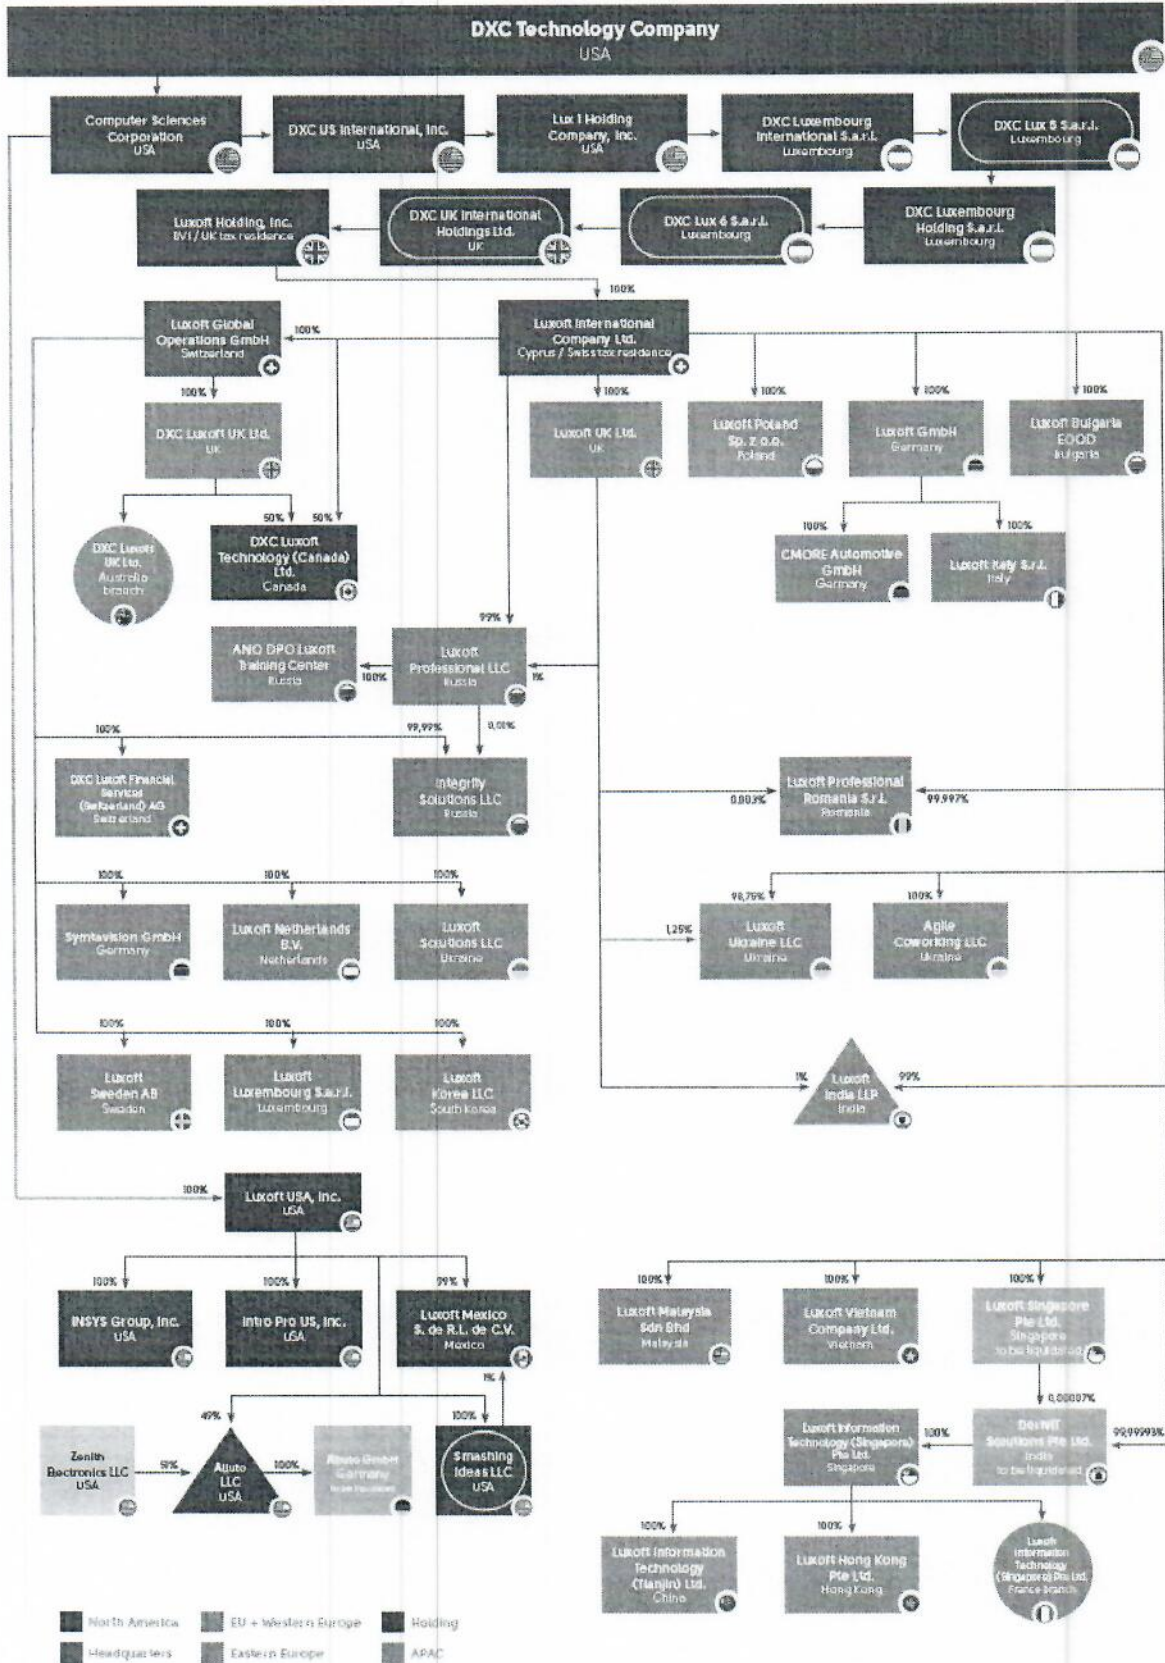 DXC Technology Company
USA
Computer Sciences
Corporation
USA
DXC US International, Inc.
USA
Lux 1 Holding
Company, Inc.
USA
DXC Luxembourg
International S.a.r.l.
Luxembourg
DXC Lux 5 S.a.r.l.
Luxembourg
Luxoft Holding, Inc.
BVI / UK tax residence
DXC UK International
Holdings Ltd.
UK
DXC Lux 6 S.a.r.l.
Luxembourg
DXC Luxembourg
Holding S.a.r.l.
Luxembourg
100%
Luxoft Global
Operations GmbH
Switzerland
100%
Luxoft International
Company Ltd.
Cyprus / Swiss tax residence
100%
100%
100%
100%
100%
DXC Luxoft UK Ltd.
UK
Luxoft UK Ltd.
UK
Luxoft Poland
Sp. z o.o.
Poland
Luxoft GmbH
Germany
Luxoft Bulgaria
EOOD
Bulgaria
50%
50%
100%
100%
DXC Luxoft
UK Ltd.
Australia
branch
DXC Luxoft
Technology (Canada)
Ltd.
Canada
CMORE Automotive
GmbH
Germany
Luxoft Italy S.r.l.
Italy
99%
ANO DPO Luxoft
Training Center
Russia
100%
Luxoft
Professional LLC
Russia
1%
100%
99,99%
0,01%
DXC Luxoft Financial
Services
(Switzerland) AG
Switzerland
Integrity
Solutions LLC
Russia
0.003%
Luxoft Professional
Romania S.r.l.
Romania
99.997%
100%
100%
100%
98,75%
100%
Symtavision GmbH
Germany
Luxoft Netherlands
B.V.
Netherlands
Luxoft
Solutions LLC
Ukraine
1,25%
Luxoft
Ukraine LLC
Ukraine
Agile
Coworking LLC
Ukraine
100%
100%
100%
Luxoft
Sweden AB
Sweden
Luxoft
Luxembourg S.a.r.l.
Luxembourg
Luxoft
Korea LLC
South Korea
1%
Luxoft
India LLP
India
99%
100%
Luxoft USA, Inc.
USA
100%
100%
99%
100%
100%
100%
INSYS Group, Inc.
USA
Intro Pro US, Inc.
USA
Luxoft Mexico
S. de R.L. de C.V.
Mexico
Luxoft Malaysia
Sdn Bhd
Malaysia
Luxoft Vietnam
Company Ltd.
Vietnam
Luxoft Singapore
Pte Ltd.
Singapore
to be liquidated
1%
49%
100%
0,00007%
Zenith
Electronics LLC
USA
51%
Alluto
LLC
USA
100%
Alluto GmbH
Germany
Smashing
Ideas LLC
USA
Luxoft Information
Technology (Singapore)
Pte Ltd.
Singapore
100%
Solutions Pte Ltd.
India
to be liquidated
99,99993%
100%
100%
Luxoft Information
Technology
(Tianjin) Ltd.
China
Luxoft Hong Kong
Pte Ltd.
Hong Kong
Luxoft
Information
Technology
(Singapore) Pte Ltd.
France branch
North America
EU + Western Europe
Holding
Headquarters
Eastern Europe
APAC